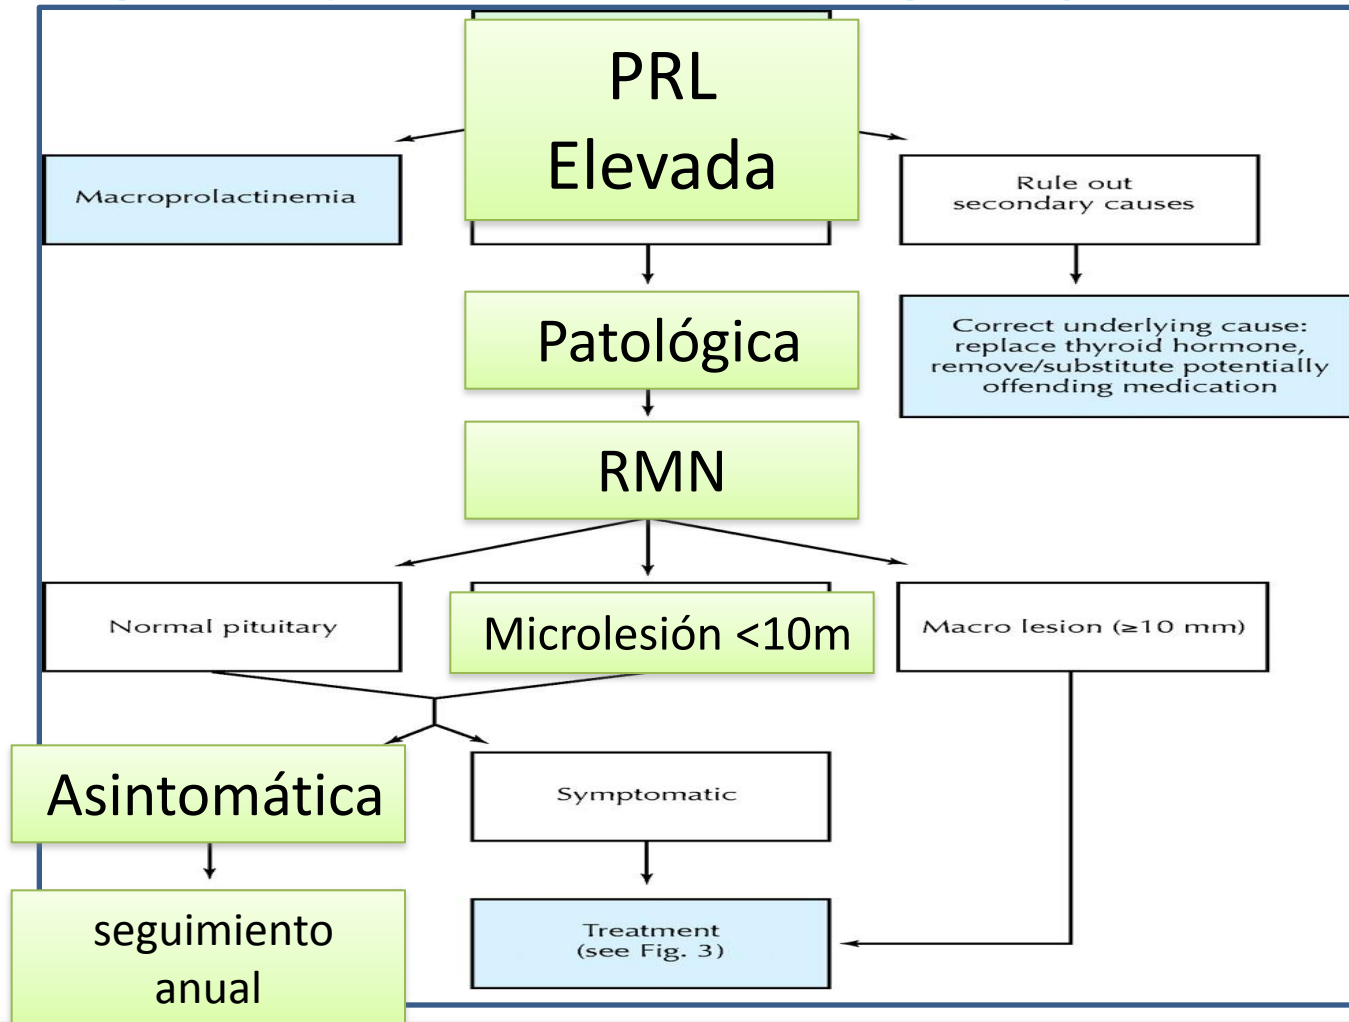 PRL
Elevada
Macroprolactinemia
Rule out
secondary causes
Patológica
Correct underlying cause:
replace thyroid hormone,
remove/substitute potentially
offending medication
RMN
Normal pituitary
Microlesión <10m
Macro lesion (≥10 mm)
Asintomática
Symptomatic
seguimiento
anual
Treatment
(see Fig. 3)